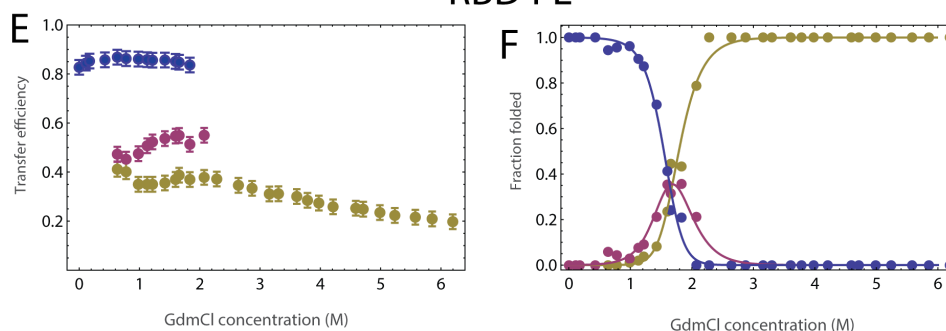 E
1.0
0.8
0.6
0.4
0.2
Transfer efficiency
0 1 2 3 4 5 6
GdmCl concentration (M)
F
1.0
0.8
0.6
0.4
0.2
0.0
Fraction folded
0 1 2 3 4 5 6
GdmCl concentration (M)